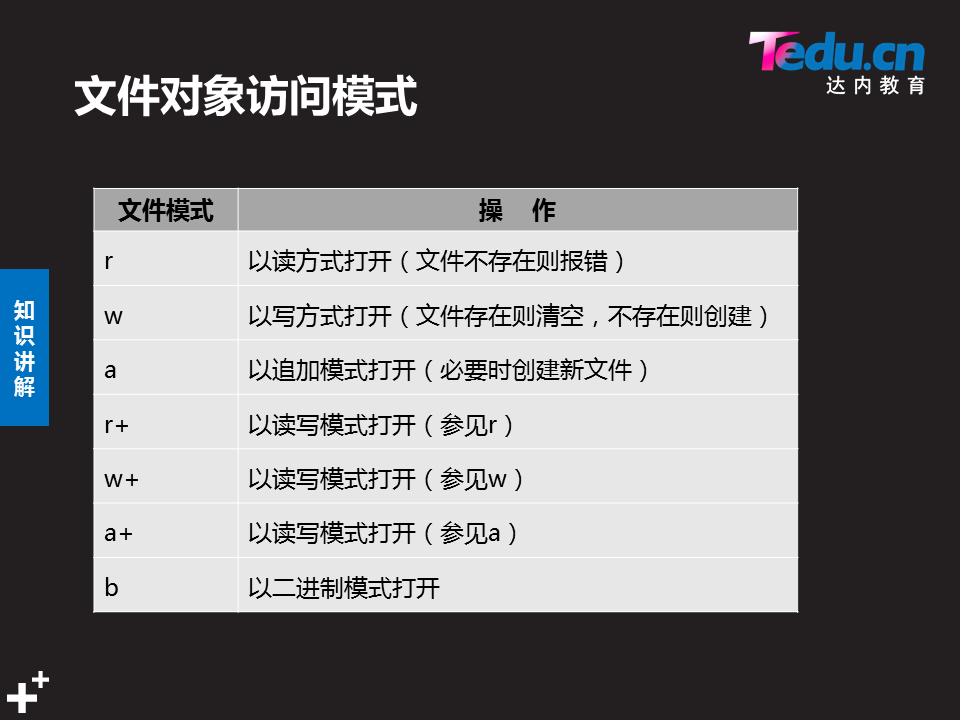 Tedu.cn
达内教育
文件对象访问模式
文件模式 操 作
r 以读方式打开（文件不存在则报错）
w 以写方式打开（文件存在则清空，不存在则创建）
a 以追加模式打开（必要时创建新文件）
r+ 以读写模式打开（参见r）
w+ 以读写模式打开（参见w）
a+ 以读写模式打开（参见a）
b 以二进制模式打开
知识讲解